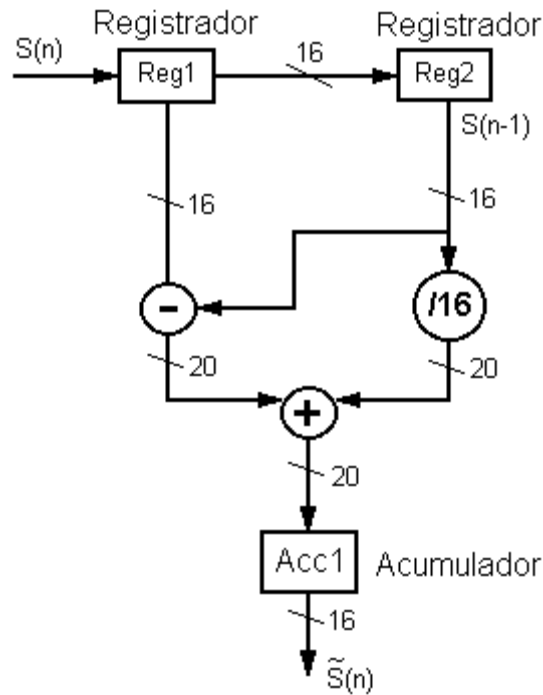 Registrador
Registrador
S(n)
Reg1
16
Reg2
S(n-1)
16
16
-
/16
20
20
+
20
Acc1
Acumulador
16
S̃(n)